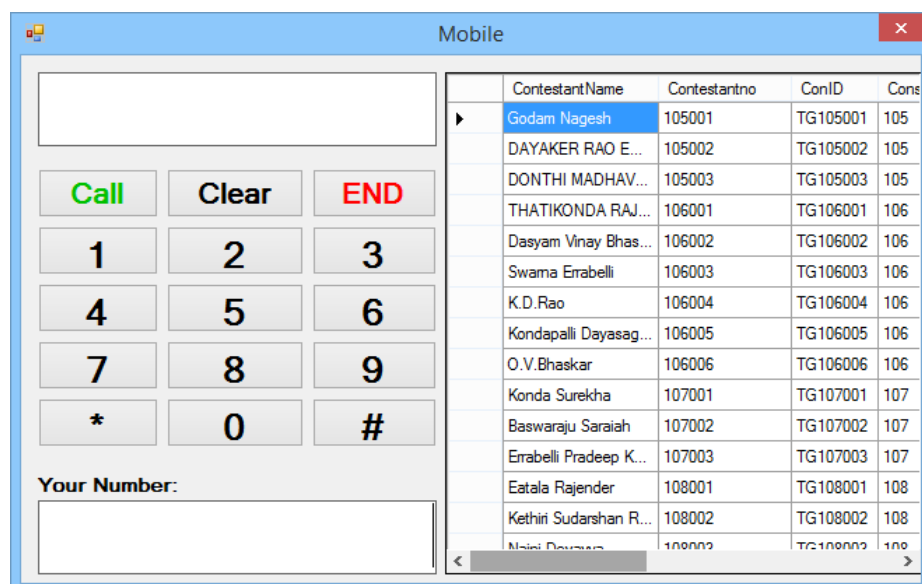 Mobile
Call Clear END
1 2 3
4 5 6
7 8 9
* 0 #
Your Number:
ContestantName Contestantno ConID Cons
Godam Nagesh 105001 TG105001 105
DAYAKER RAO E... 105002 TG105002 105
DONTHI MADHAV... 105003 TG105003 105
THATIKONDA RAJ... 106001 TG106001 106
Dasyam Vinay Bhas... 106002 TG106002 106
Swarna Errabelli 106003 TG106003 106
K.D.Rao 106004 TG106004 106
Kondapalli Dayasag... 106005 TG106005 106
O.V.Bhaskar 106006 TG106006 106
Konda Surekha 107001 TG107001 107
Baswaraju Saraiah 107002 TG107002 107
Errabelli Pradeep K... 107003 TG107003 107
Eatala Rajender 108001 TG108001 108
Kethiri Sudarshan R... 108002 TG108002 108
108003 TG108003 108